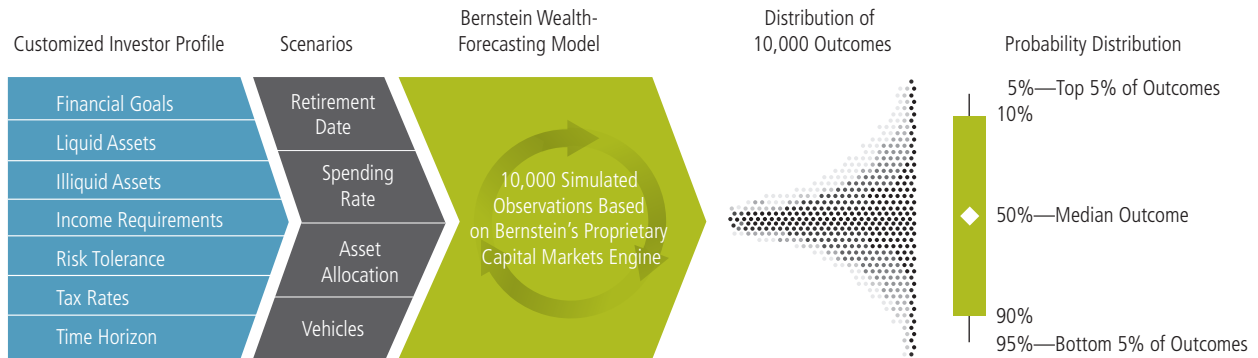 Customized Investor Profile
Financial Goals
Liquid Assets
Illiquid Assets
Income Requirements
Risk Tolerance
Tax Rates
Time Horizon
Scenarios
Retirement
Date
Spending
Rate
Asset
Allocation
Vehicles
Bernstein Wealth-
Forecasting Model
10,000 Simulated
Observations Based
on Bernstein’s Proprietary
Capital Markets Engine
Distribution of
10,000 Outcomes
Probability Distribution
5%—Top 5% of Outcomes
10%
50%—Median Outcome
90%
95%—Bottom 5% of Outcomes